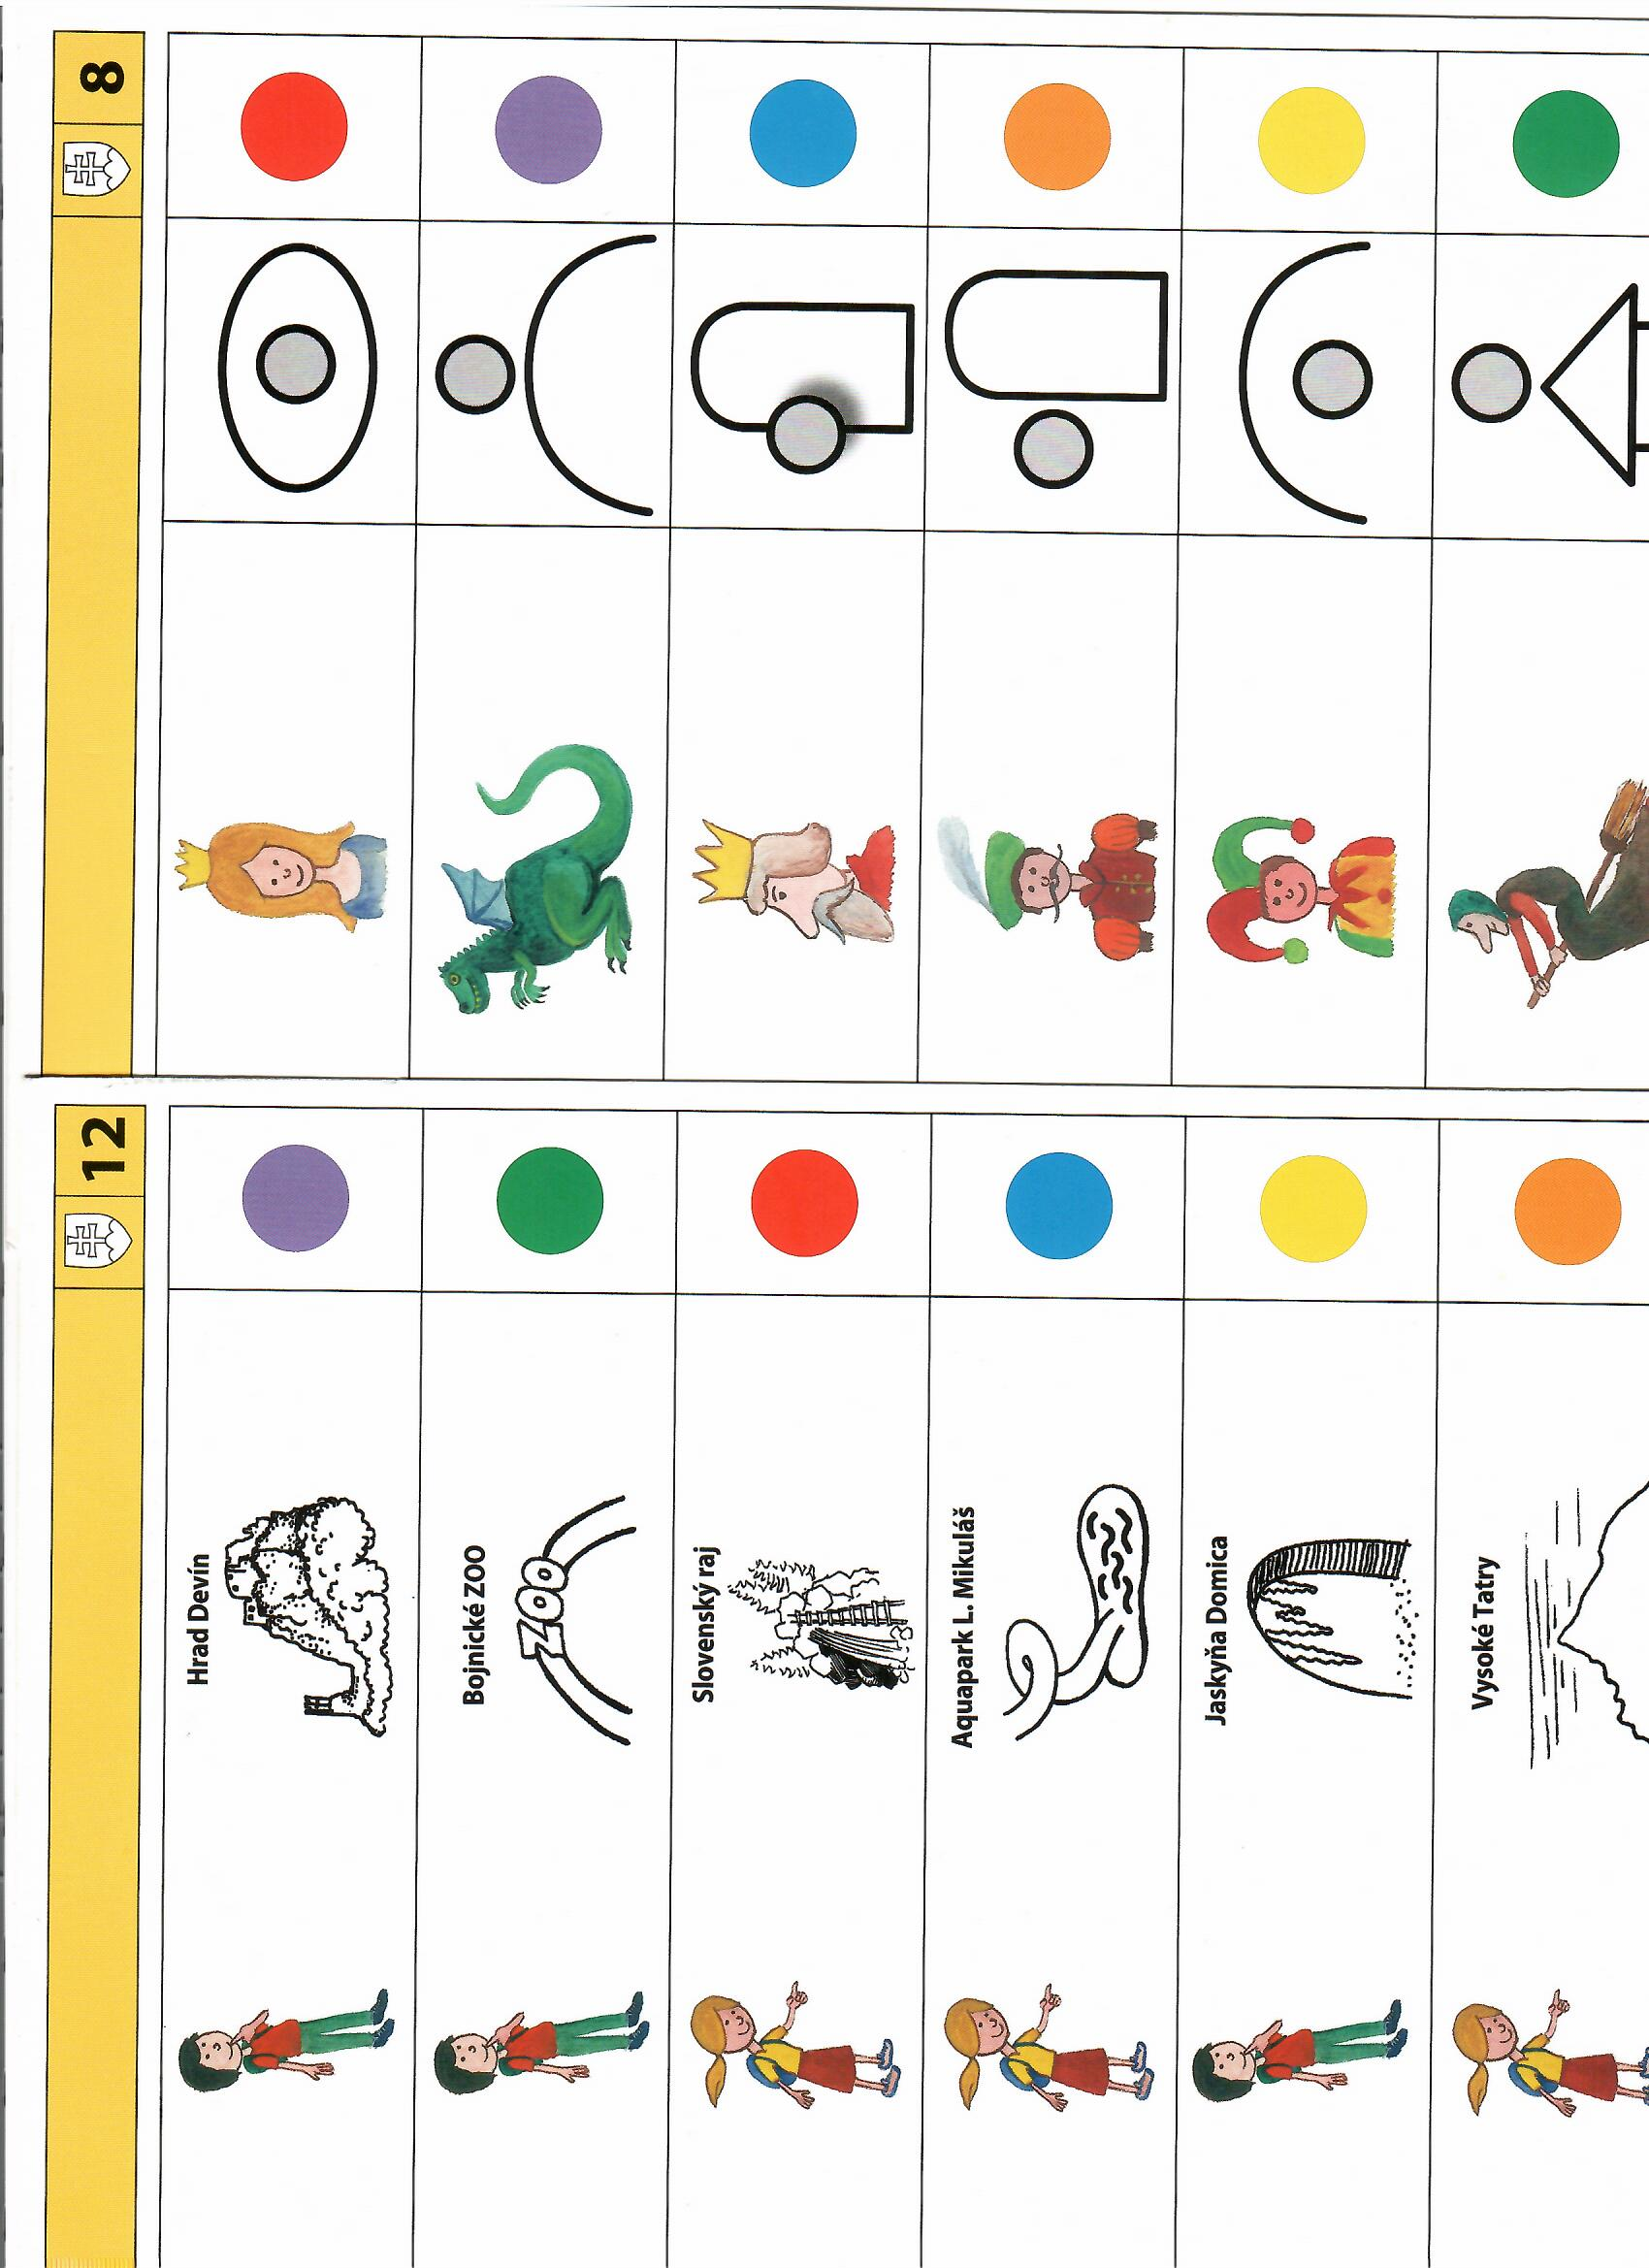 8
12
Hrad Devín
Bojnické ZOO
ZOO
Slovenský raj
Aquapark L. Mikuláš
Jaskyňa Domica
Vysoké Tatry